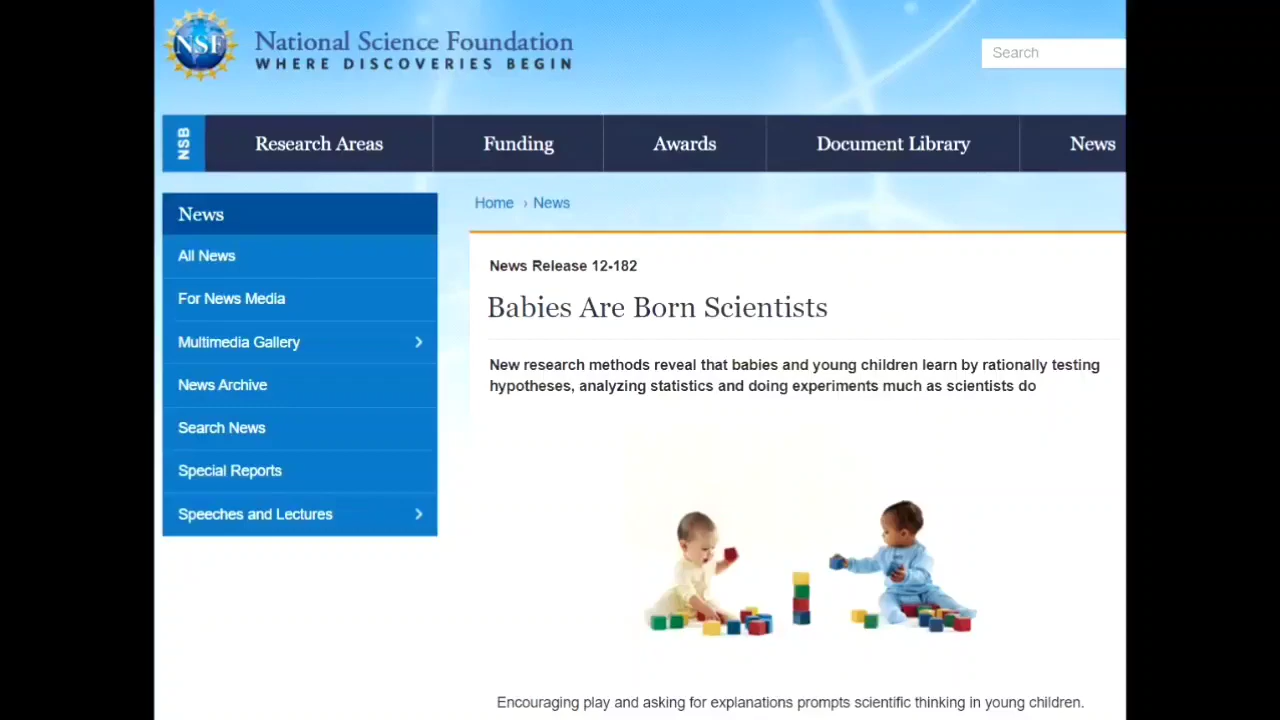 NSF
National Science Foundation
WHERE DISCOVERIES BEGIN
Search
NSB
Research Areas
Funding
Awards
Document Library
News
News
All News
For News Media
Multimedia Gallery
News Archive
Search News
Special Reports
Speeches and Lectures
Home › News
News Release 12-182
Babies Are Born Scientists
New research methods reveal that babies and young children learn by rationally testing
hypotheses, analyzing statistics and doing experiments much as scientists do
Encouraging play and asking for explanations prompts scientific thinking in young children.